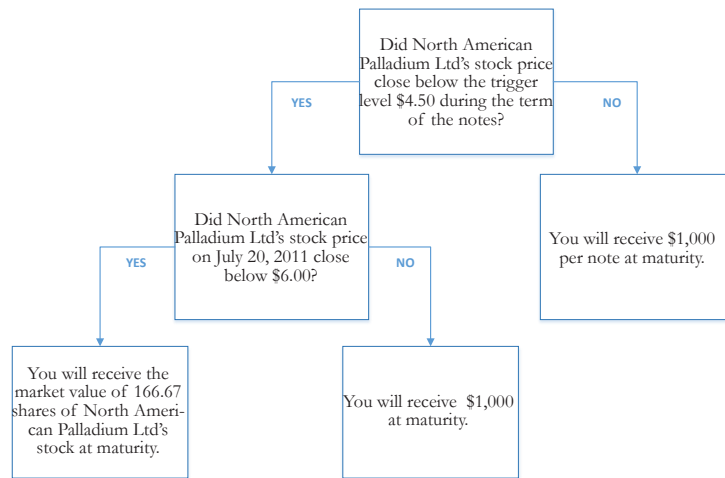 Did North American
Palladium Ltd's stock price
close below the trigger
level $4.50 during the term
of the notes?
YES
NO
Did North American
Palladium Ltd's stock price
on July 20, 2011 close
below $6.00?
You will receive $1,000
per note at maturity.
YES
NO
You will receive the
market value of 166.67
shares of North Ameri-
can Palladium Ltd's
stock at maturity.
You will receive $1,000
at maturity.